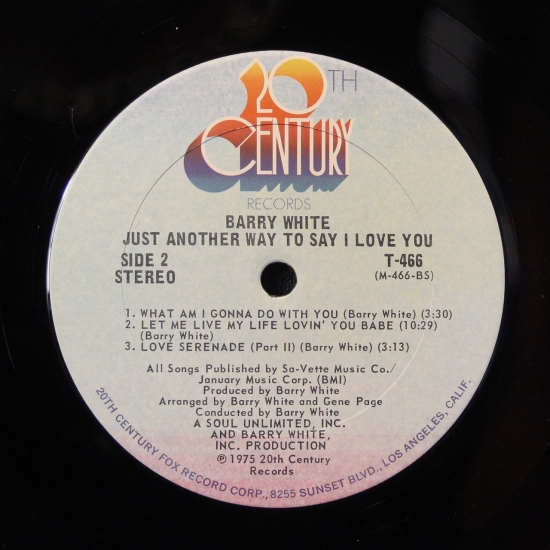 20TH
CENTURY
RECORDS
BARRY WHITE
JUST ANOTHER WAY TO SAY I LOVE YOU
SIDE 2
STEREO
T-466
(M-466-BS)
1. WHAT AM I GONNA DO WITH YOU (Barry White) (3:30)
2. LET ME LIVE MY LIFE LOVIN' YOU BABE (10:29)
(Barry White)
3. LOVE SERENADE (Part II) (Barry White) (3:13)
All Songs Published by Sa-Vette Music Co./
January Music Corp. (BMI)
Produced by Barry White
Arranged by Barry White and Gene Page
Conducted by Barry White
A SOUL UNLIMITED, INC.
AND BARRY WHITE,
INC. PRODUCTION
℗ 1975 20th Century
Records
20TH CENTURY FOX RECORD CORP., 8255 SUNSET BLVD., LOS ANGELES, CALIF.